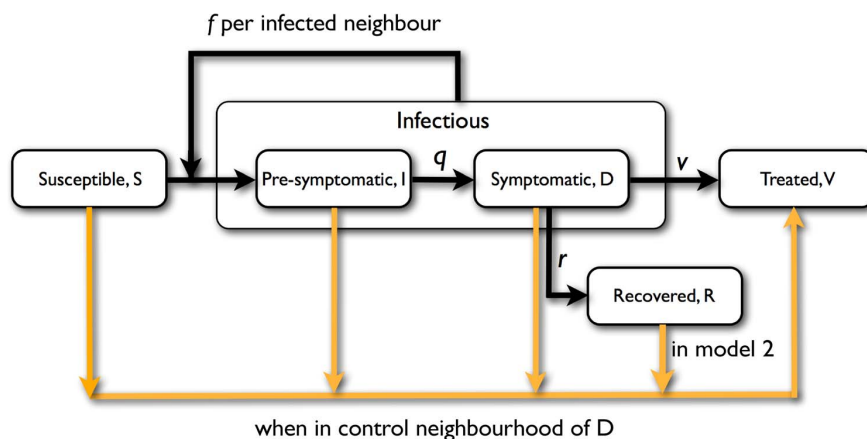 f per infected neighbour
Infectious
Susceptible, S
Pre-symptomatic, I
q
Symptomatic, D
v
Treated, V
r
Recovered, R
in model 2
when in control neighbourhood of D